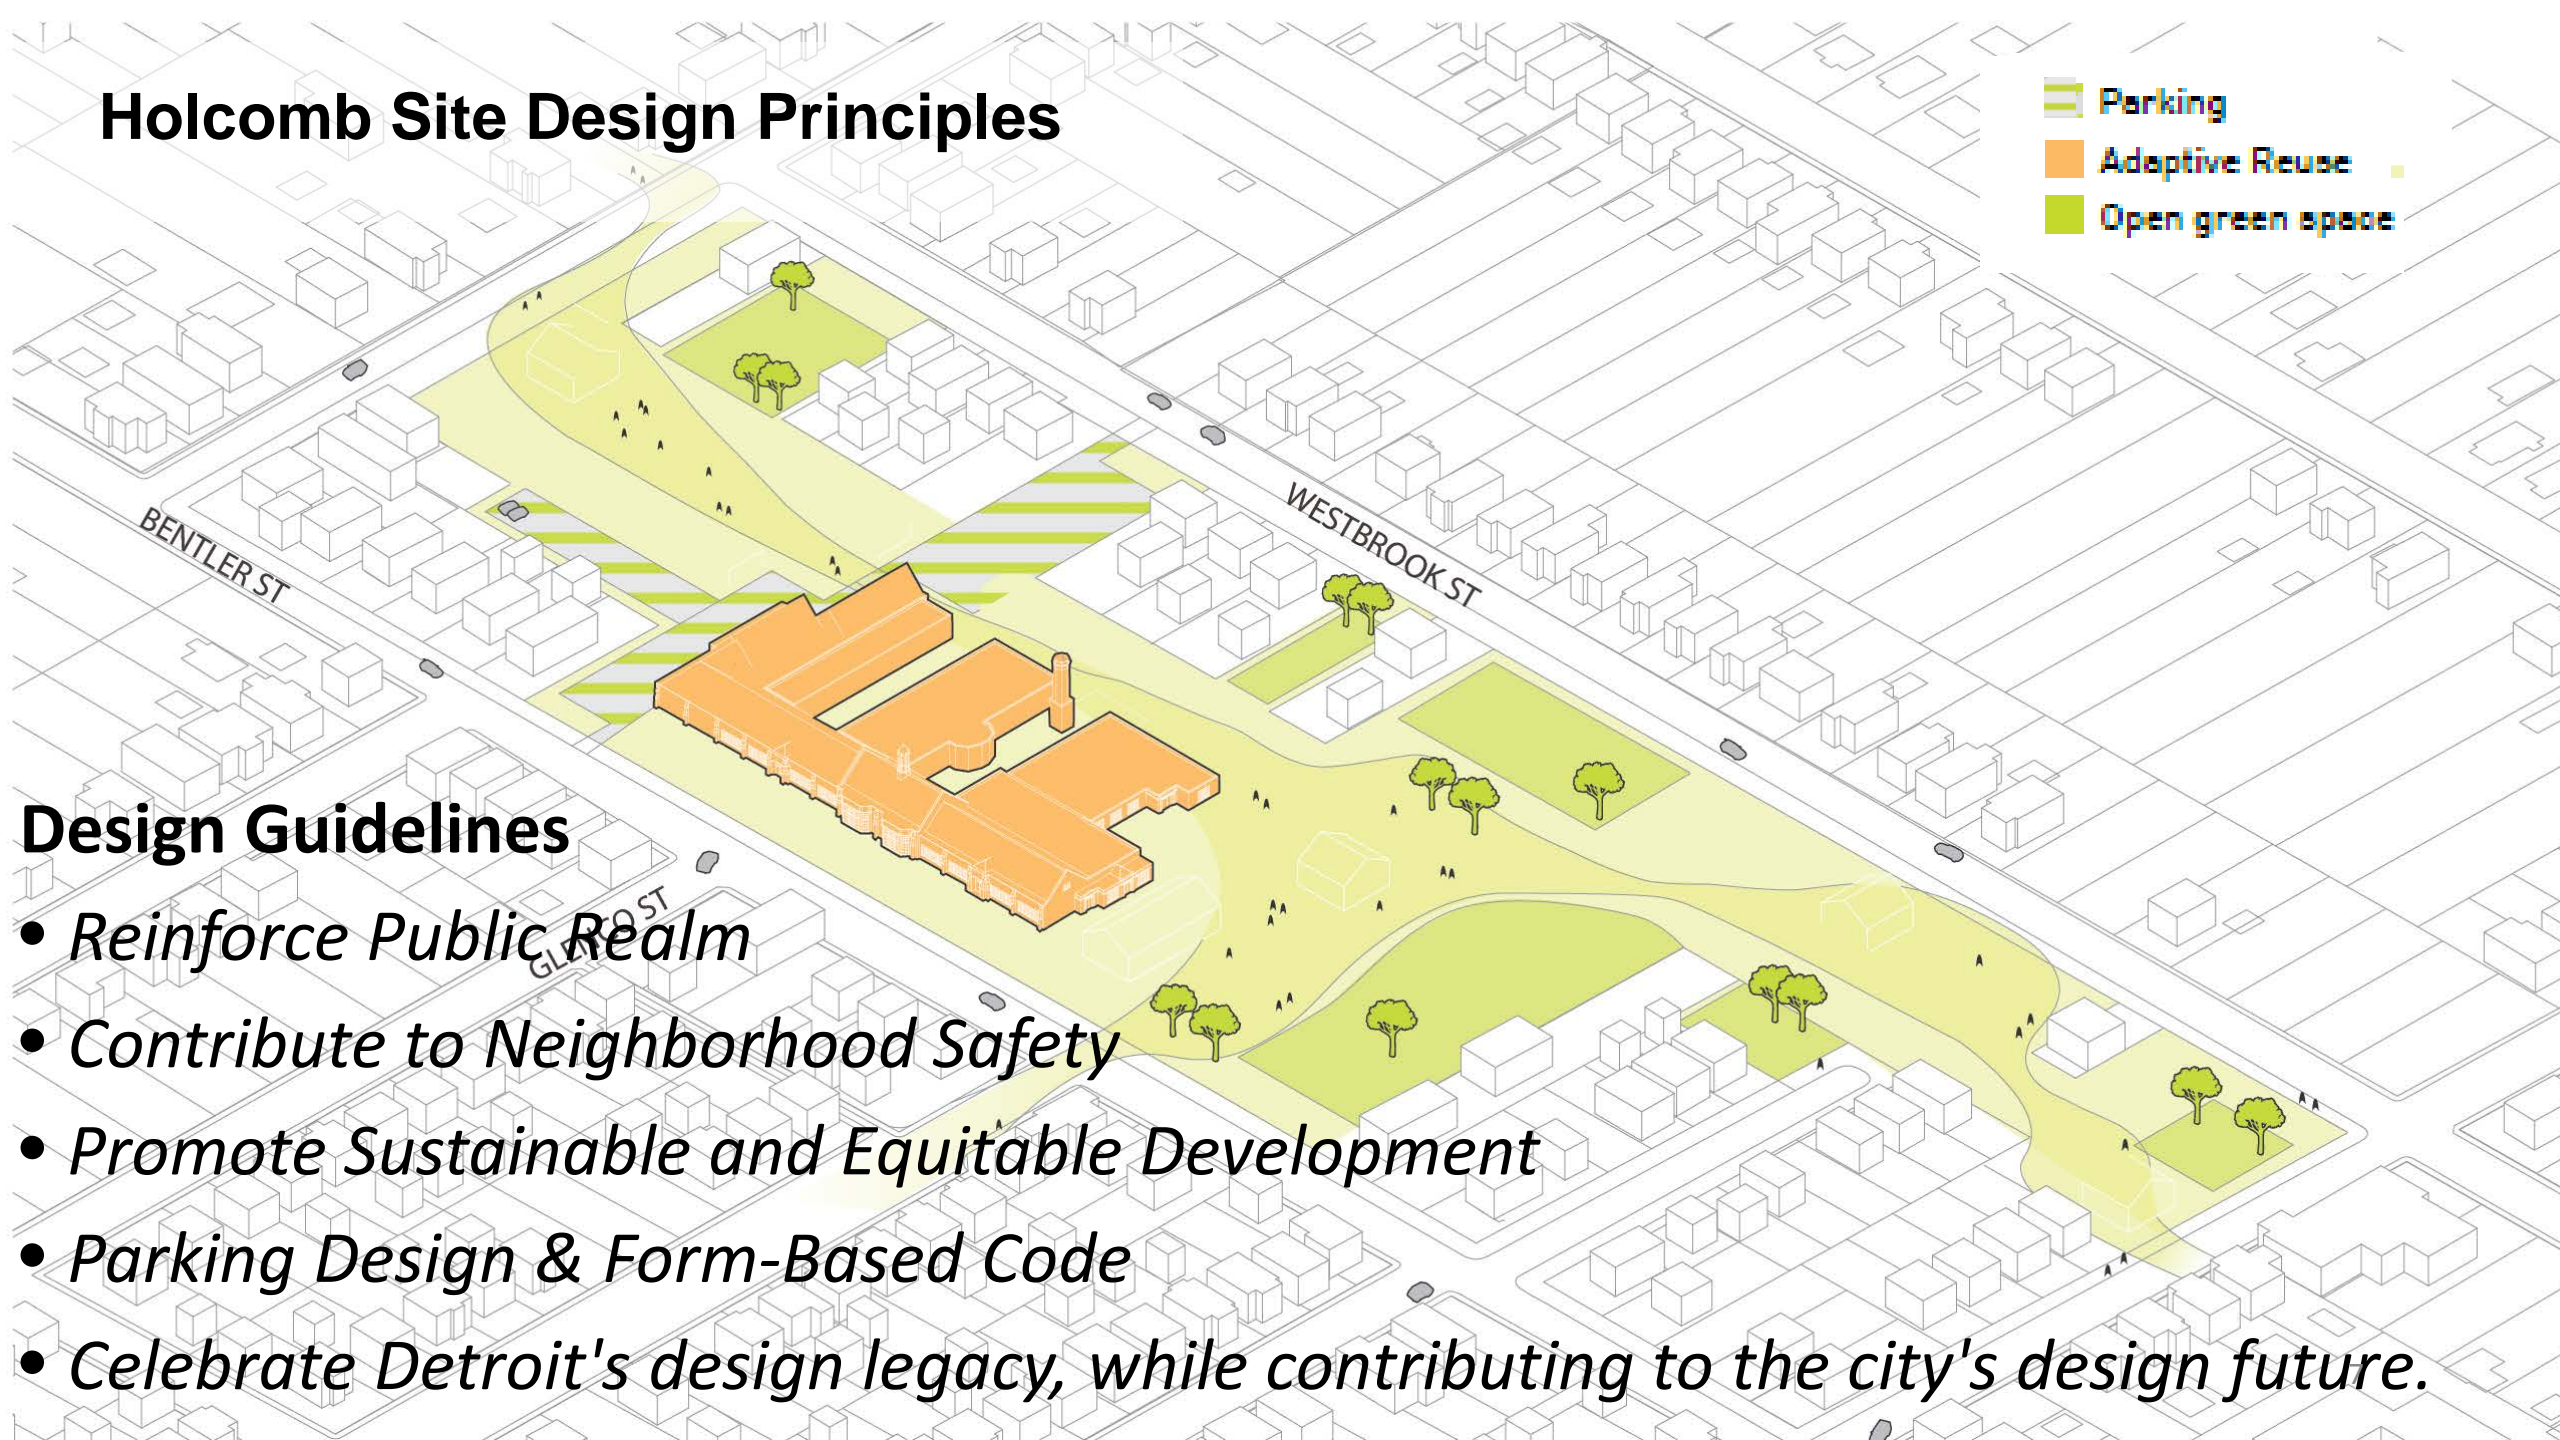 Holcomb Site Design Principles
Parking
Adaptive Reuse
Open green space
BENTLER ST
WESTBROOK ST
GLENCO ST
Design Guidelines
• Reinforce Public Realm
• Contribute to Neighborhood Safety
• Promote Sustainable and Equitable Development
• Parking Design & Form-Based Code
• Celebrate Detroit's design legacy, while contributing to the city's design future.